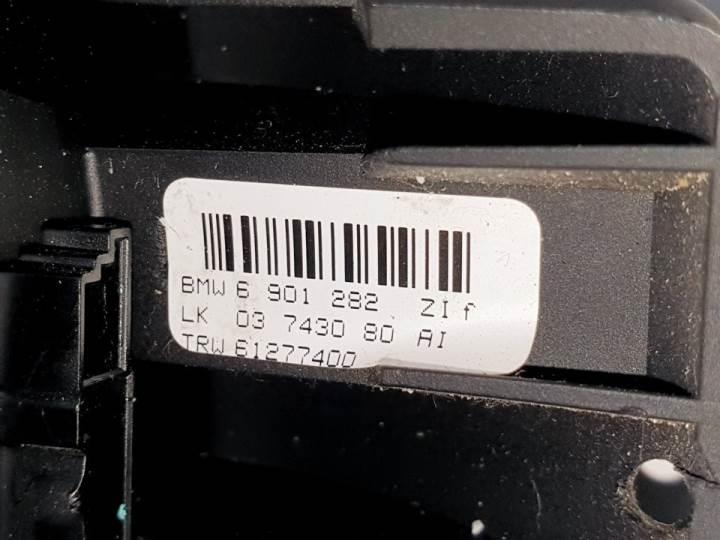 BMW 6 901 282 ZI f
LK 03 7430 80 AI
TRW 61277400